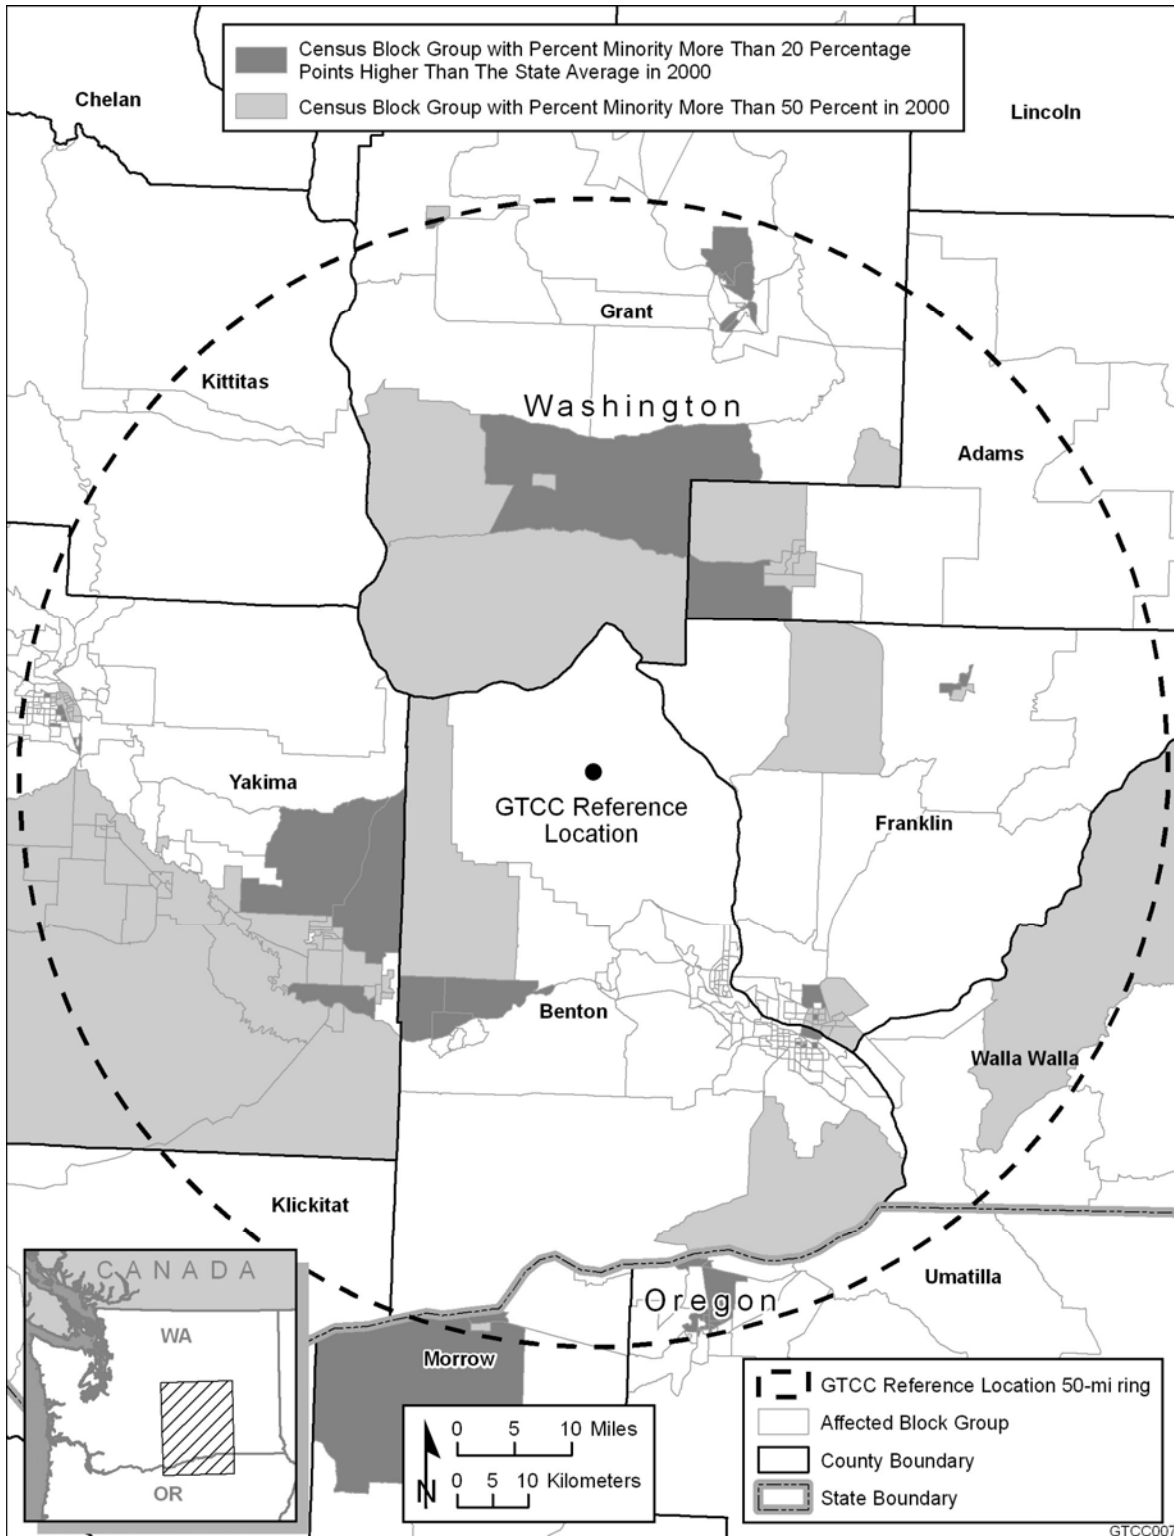 Census Block Group with Percent Minority More Than 20 Percentage
Points Higher Than The State Average in 2000
Census Block Group with Percent Minority More Than 50 Percent in 2000
Chelan
Lincoln
Grant
Kittitas
Washington
Adams
Yakima
GTCC Reference
Location
Franklin
Benton
Walla Walla
Klickitat
Umatilla
Oregon
Morrow
CANADA
WA
OR
0 5 10 Miles
0 5 10 Kilometers
N
GTCC Reference Location 50-mi ring
Affected Block Group
County Boundary
State Boundary
GTCC007